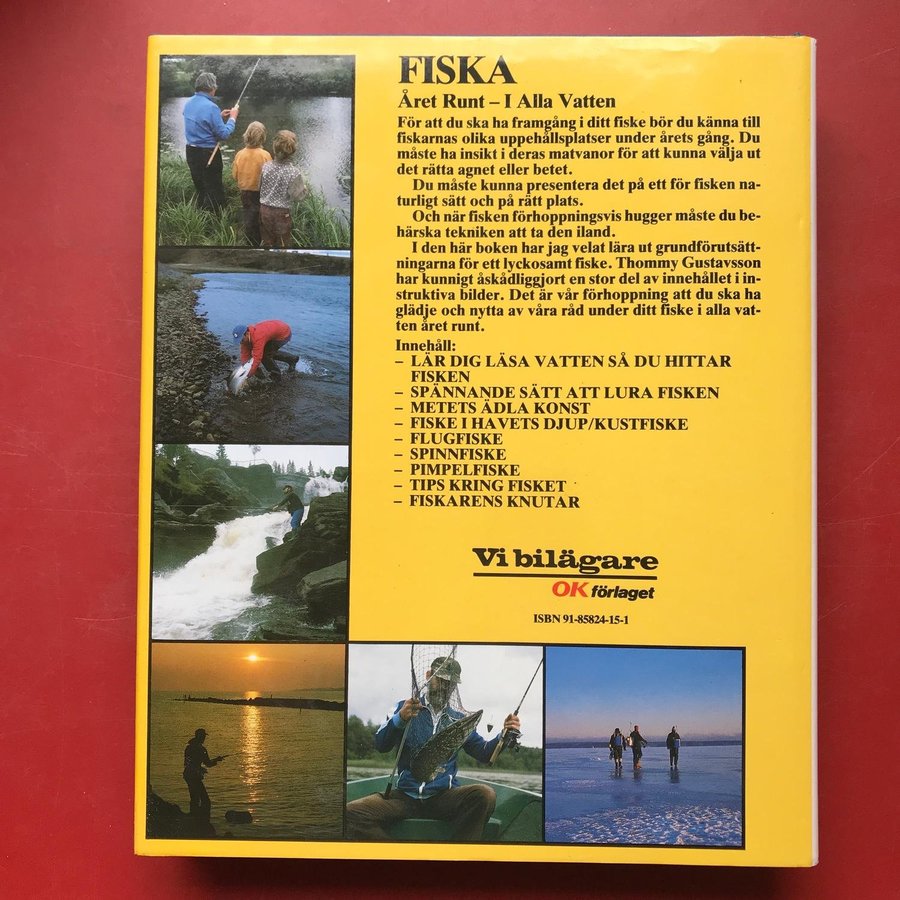 FISKA
Året Runt – I Alla Vatten
För att du ska ha framgång i ditt fiske bör du känna till
fiskarnas olika uppehållsplatser under årets gång. Du
måste ha insikt i deras matvanor för att kunna välja ut
det rätta agnet eller betet.
Du måste kunna presentera det på ett för fisken na-
turligt sätt och på rätt plats.
Och när fisken förhoppningsvis hugger måste du be-
härska tekniken att ta den iland.
I den här boken har jag velat lära ut grundförutsätt-
ningarna för ett lyckosamt fiske. Thommy Gustavsson
har kunnigt åskådliggjort en stor del av innehållet i in-
struktiva bilder. Det är vår förhoppning att du ska ha
glädje och nytta av våra råd under ditt fiske i alla vat-
ten året runt.
Innehåll:
– LÄR DIG LÄSA VATTEN SÅ DU HITTAR
FISKEN
– SPÄNNANDE SÄTT ATT LURA FISKEN
– METETS ÄDLA KONST
– FISKE I HAVETS DJUP/KUSTFISKE
– FLUGFISKE
– SPINNFISKE
– PIMPELFISKE
– TIPS KRING FISKET
– FISKARENS KNUTAR
Vi bilägare
OK förlaget
ISBN 91-85824-15-1